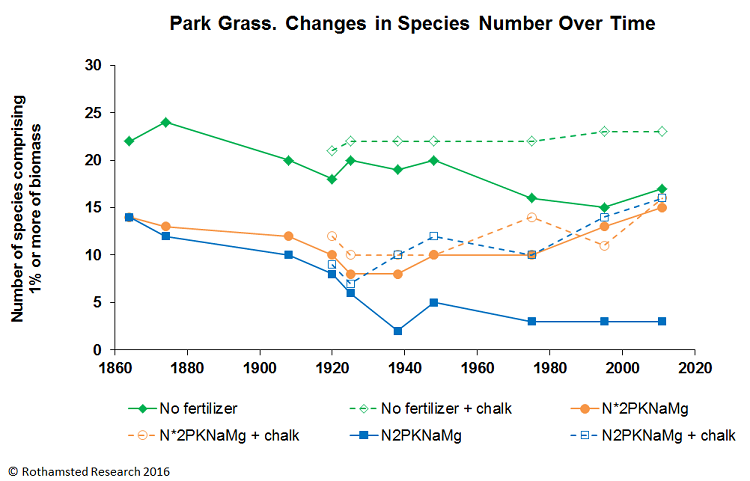 Park Grass. Changes in Species Number Over Time
Number of species comprising
1% or more of biomass
30
25
20
15
10
5
0
1860 1880 1900 1920 1940 1960 1980 2000 2020
No fertilizer No fertilizer + chalk N*2PKNaMg
N*2PKNaMg + chalk N2PKNaMg N2PKNaMg + chalk
© Rothamsted Research 2016